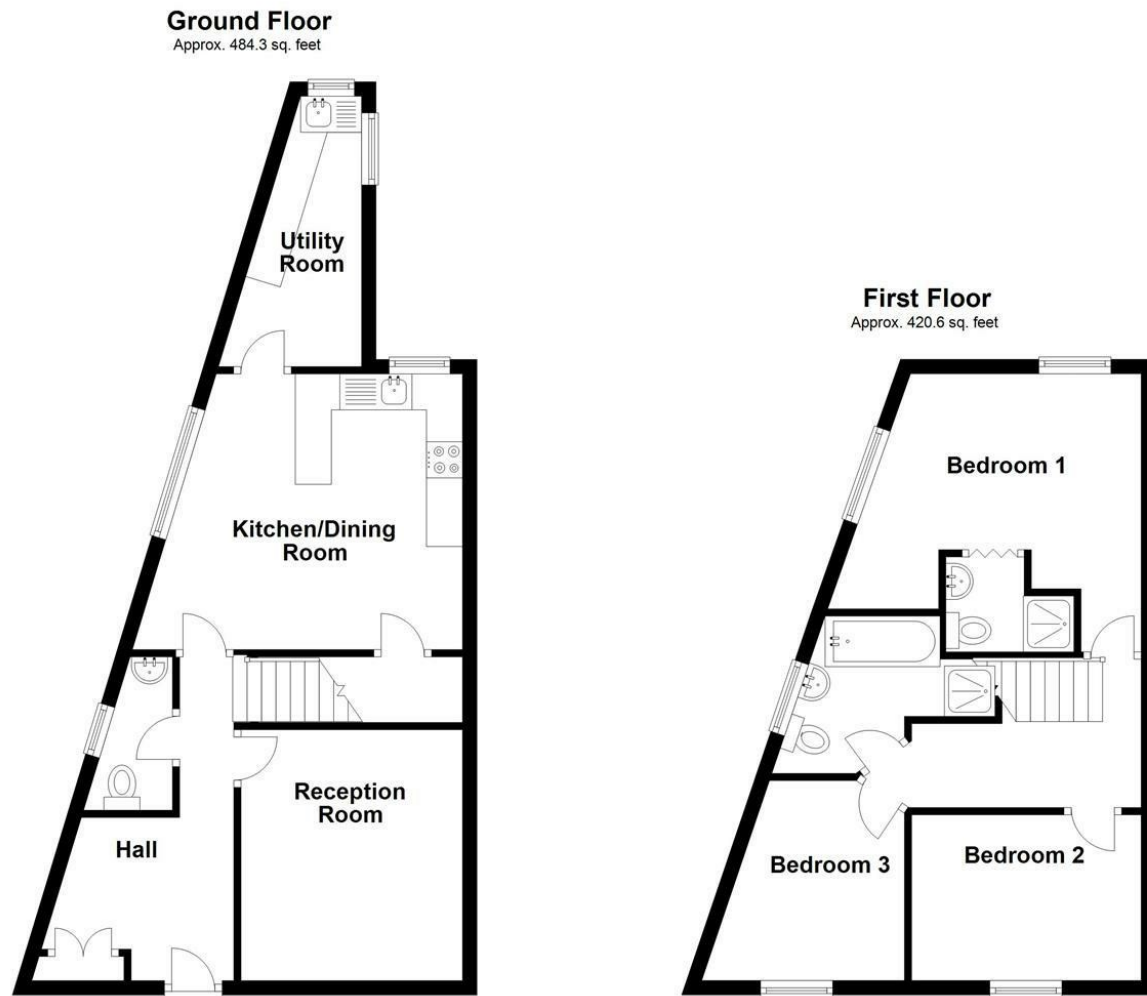 Ground Floor
Approx. 484.3 sq. feet
Utility
Room
Kitchen/Dining
Room
Reception
Room
Hall
First Floor
Approx. 420.6 sq. feet
Bedroom 1
Bedroom 3
Bedroom 2